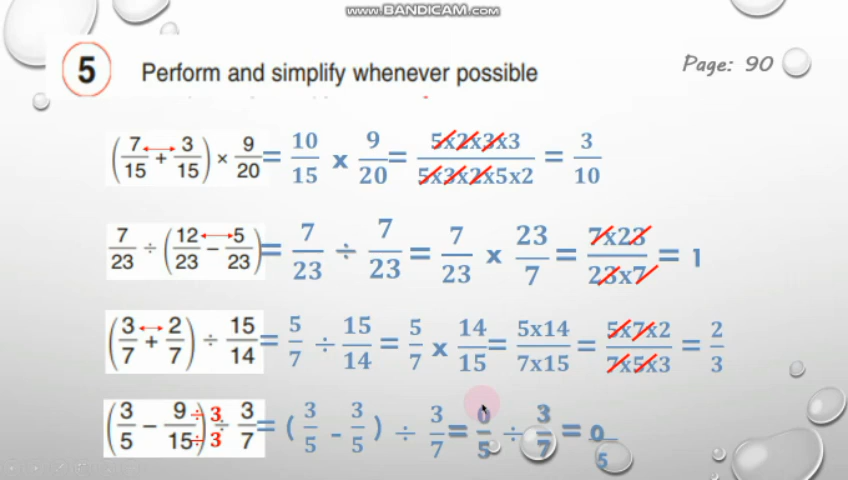 WWW.BANDICAM.COM
5 Perform and simplify whenever possible
Page: 90
(7/15 + 3/15) × 9/20 = 10/15 x 9/20 = 5x2x3x3/5x3x2x5x2 = 3/10
7/23 ÷ (12/23 − 5/23) = 7/23 ÷ 7/23 = 7/23 x 23/7 = 7x23/23x7 = 1
(3/7 + 2/7) ÷ 15/14 = 5/7 ÷ 15/14 = 5/7 x 14/15 = 5x14/7x15 = 5x7x2/7x5x3 = 2/3
(3/5 − 9÷3/15÷3) ÷ 3/7 = (3/5 - 3/5) ÷ 3/7 = 0/5 ÷ 3/7 = 0/5